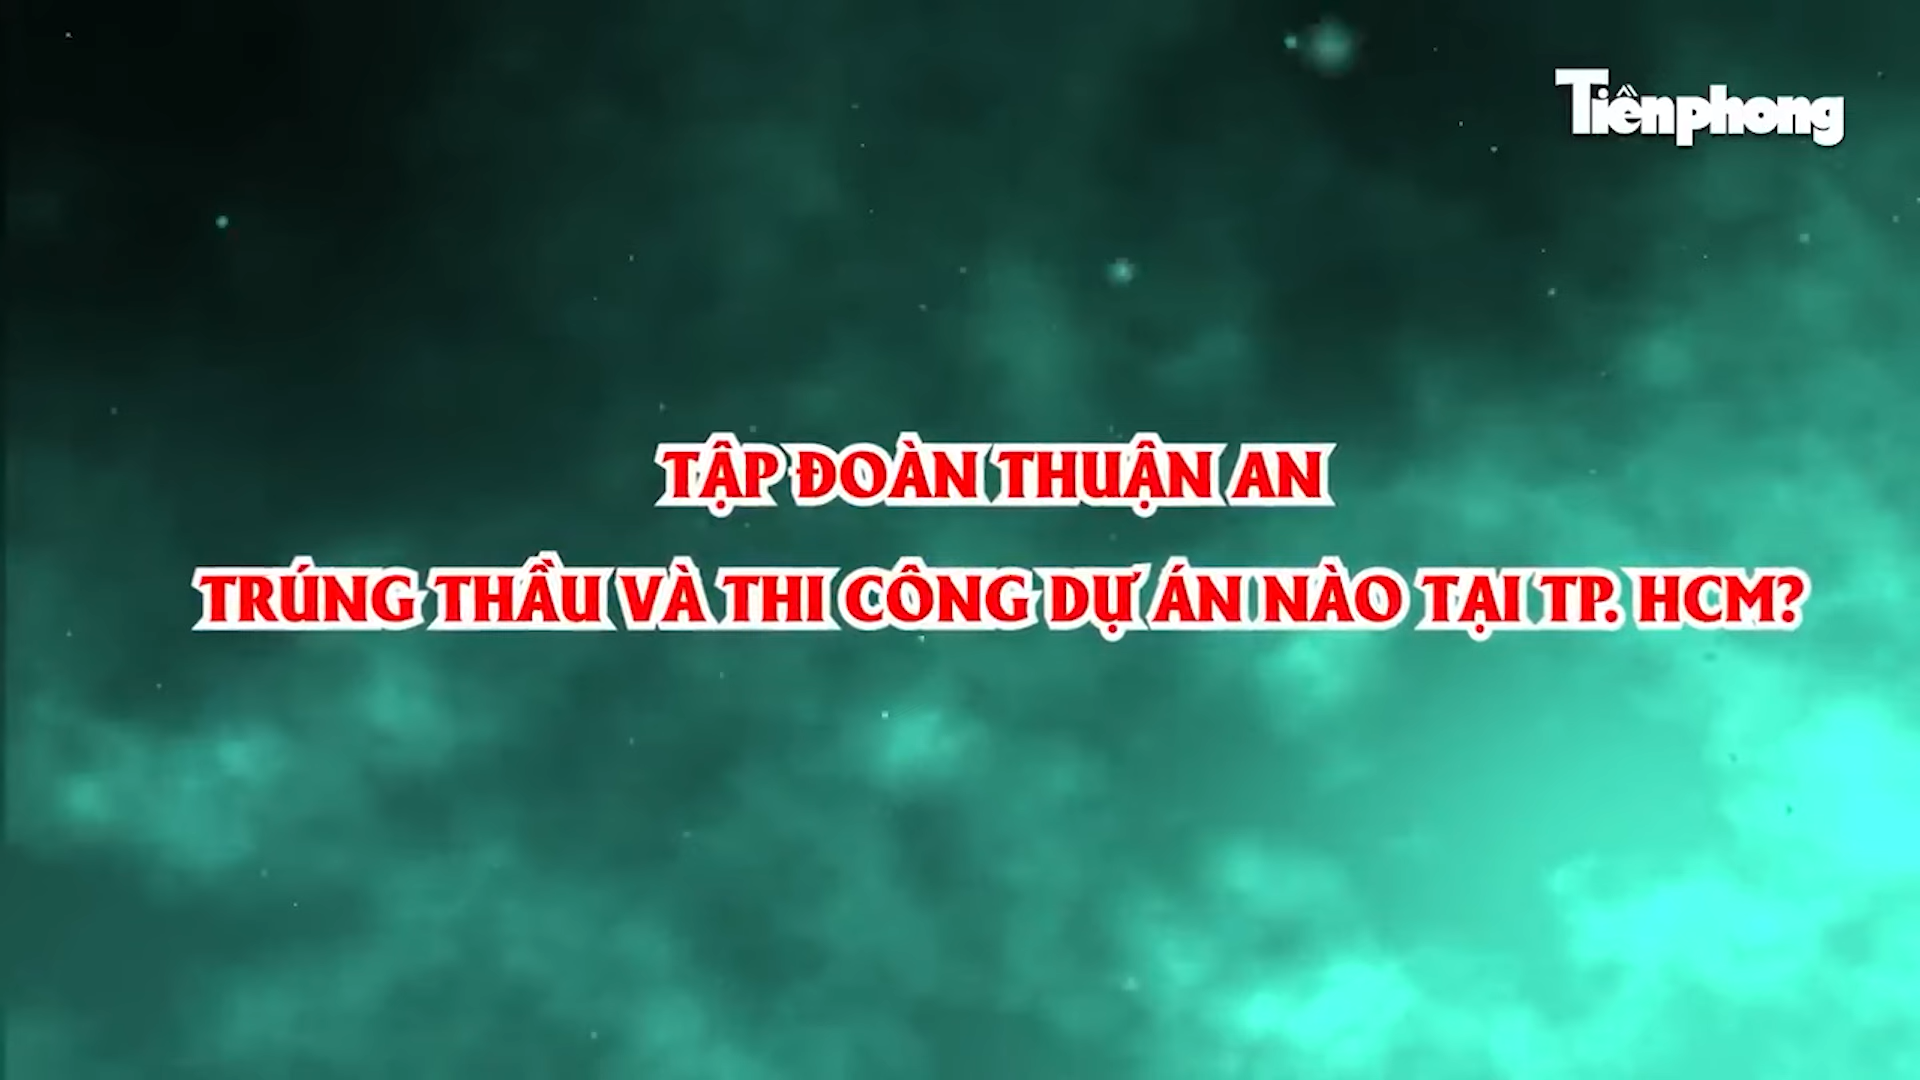 Tiềnphong
TẬP ĐOÀN THUẬN AN
TRÚNG THẦU VÀ THI CÔNG DỰ ÁN NÀO TẠI TP. HCM?